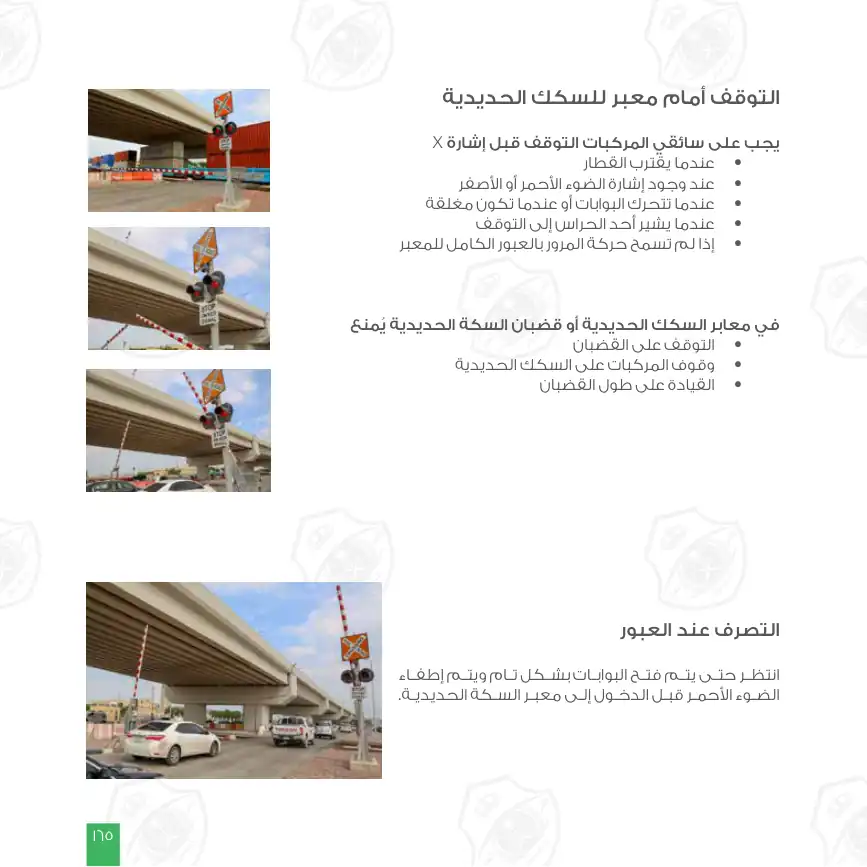 التوقف أمام معبر للسكك الحديدية
يجب على سائقي المركبات التوقف قبل إشارة X
• عندما يقترب القطار
• عند وجود إشارة الضوء الأحمر أو الأصفر
• عندما تتحرك البوابات أو عندما تكون مغلقة
• عندما يشير أحد الحراس إلى التوقف
• إذا لم تسمح حركة المرور بالعبور الكامل للمعبر
في معابر السكك الحديدية أو قضبان السكة الحديدية يُمنع
• التوقف على القضبان
• وقوف المركبات على السكك الحديدية
• القيادة على طول القضبان
STOP
STOP
التصرف عند العبور
انتظر حتى يتم فتح البوابات بشكل تام ويتم إطفاء
الضوء الأحمر قبل الدخول إلى معبر السكة الحديدية.
STOP
١٦٥